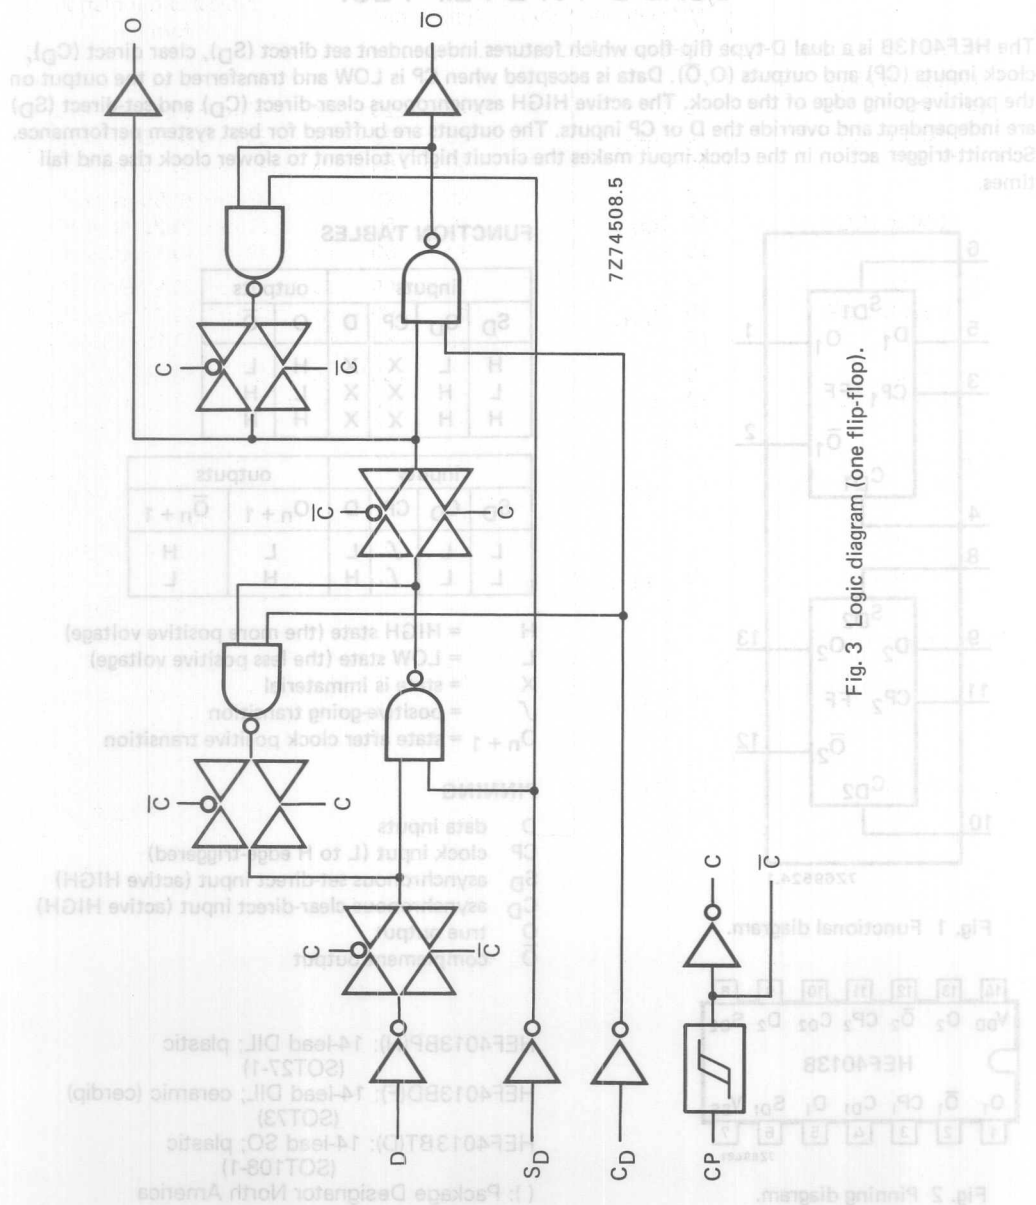 The HEF4013B is a dual D-type flip-flop which features independent set direct (SD), clear direct (CD),
clock inputs (CP) and outputs (O,O̅). Data is accepted when CP is LOW and transferred to the output on
the positive-going edge of the clock. The active HIGH asynchronous clear-direct (CD) and set-direct (SD)
are independent and override the D or CP inputs. The outputs are buffered for best system performance.
Schmitt-trigger action in the clock input makes the circuit highly tolerant to slower clock rise and fall
times.
O
O̅
C
C̅
C̅
C
C̅
C
C
C̅
D
SD
CD
CP
C
C̅
7Z74508.5
Fig. 3 Logic diagram (one flip-flop).
FUNCTION TABLES
inputs outputs
SD CD CP D O O̅
H L X X H L
L H X X L H
H H X X H H
inputs outputs
SD CD CP D On + 1 O̅n + 1
L L ∫ L L H
L L ∫ H H L
H = HIGH state (the more positive voltage)
L = LOW state (the less positive voltage)
X = state is immaterial
∫ = positive-going transition
On + 1 = state after clock positive transition
PINNING
D data inputs
CP clock input (L to H edge-triggered)
SD asynchronous set-direct input (active HIGH)
CD asynchronous clear-direct input (active HIGH)
O true output
O̅ complement output
HEF4013BP(N): 14-lead DIL; plastic
(SOT27-1)
HEF4013BD(F): 14-lead DIL; ceramic (cerdip)
(SOT73)
HEF4013BT(D): 14-lead SO; plastic
(SOT108-1)
( ): Package Designator North America
6
SD1
5 D1 O1 1
3 CP1 FF
O̅1 2
4
8
9 D2 O2 13
11 CP2 FF
O̅2 12
CD2
10
Fig. 1 Functional diagram.
14 13 12 11 10 9 8
VDD O2 O̅2 CP2 CD2 D2 SD2
HEF4013B
O1 O̅1 CP1 CD1 D1 SD1 VSS
1 2 3 4 5 6 7
Fig. 2 Pinning diagram.